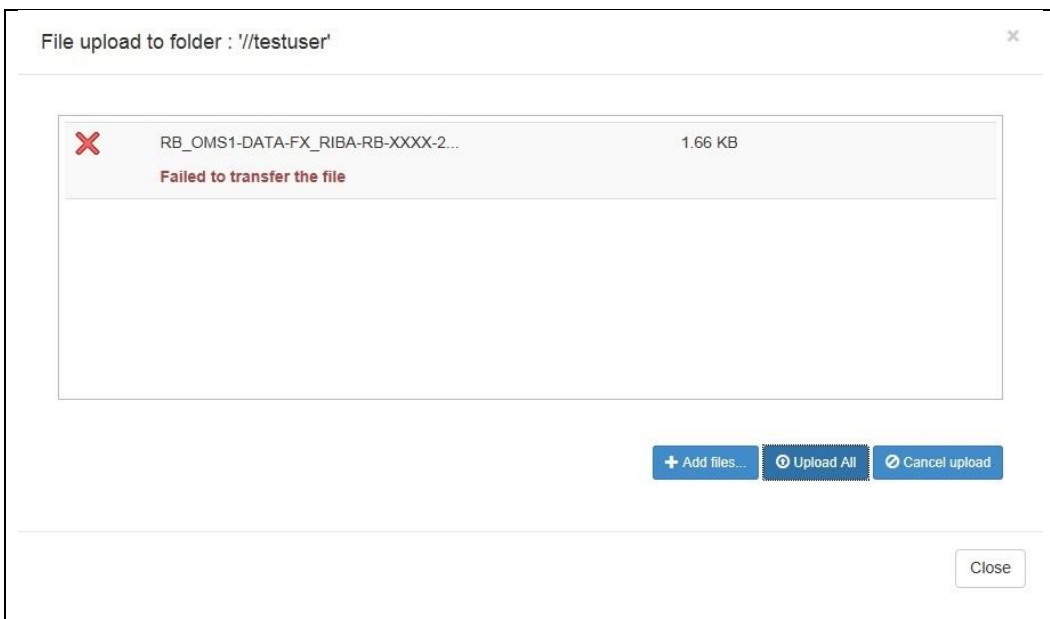 File upload to folder : '//testuser'
×
RB_OMS1-DATA-FX_RIBA-RB-XXXX-2... 1.66 KB
Failed to transfer the file
Add files... Upload All Cancel upload
Close